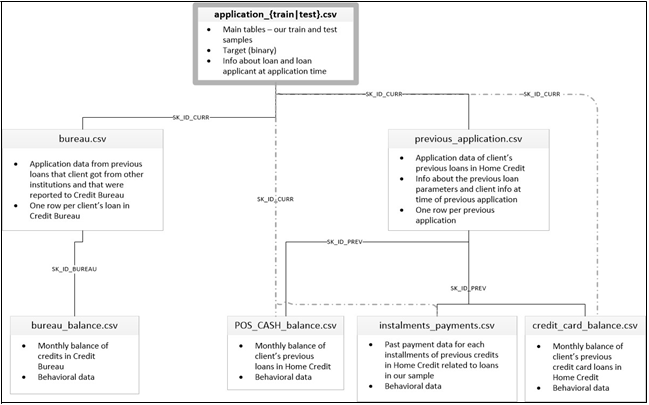 application_{train|test}.csv
• Main tables – our train and test
samples
• Target (binary)
• Info about loan and loan
applicant at application time
SK_ID_CURR
SK_ID_CURR
SK_ID_CURR
bureau.csv
• Application data from previous
loans that client got from other
institutions and that were
reported to Credit Bureau
• One row per client's loan in
Credit Bureau
SK_ID_CURR
previous_application.csv
• Application data of client's
previous loans in Home Credit
• Info about the previous loan
parameters and client info at
time of previous application
• One row per previous
application
SK_ID_PREV
SK_ID_BUREAU
SK_ID_PREV
bureau_balance.csv
• Monthly balance of
credits in Credit
Bureau
• Behavioral data
POS_CASH_balance.csv
• Monthly balance of
client's previous
loans in Home Credit
• Behavioral data
instalments_payments.csv
• Past payment data for each
installments of previous credits
in Home Credit related to loans
in our sample
• Behavioral data
credit_card_balance.csv
• Monthly balance of
client's previous
credit card loans in
Home Credit
• Behavioral data